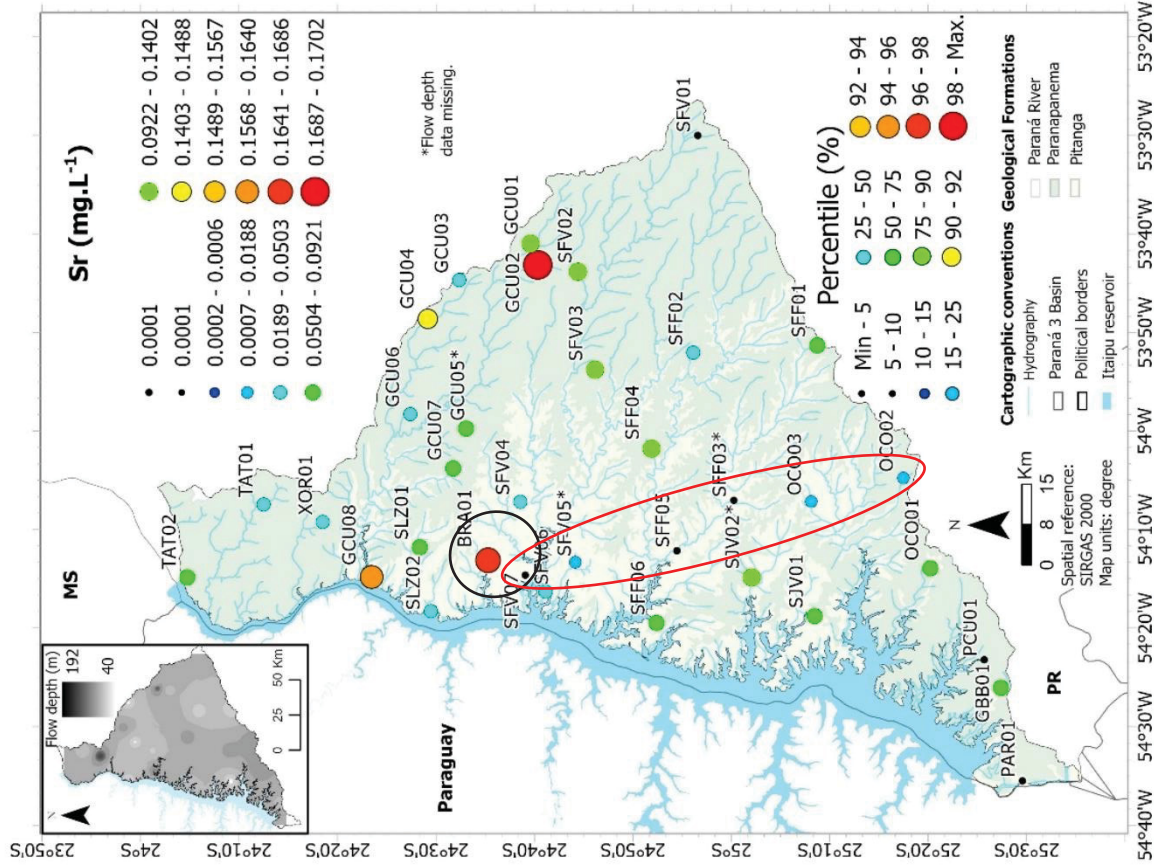 Sr (mg.L⁻¹)
0.0001
0.0001
0.0002 - 0.0006
0.0007 - 0.0188
0.0189 - 0.0503
0.0504 - 0.0921
0.0922 - 0.1402
0.1403 - 0.1488
0.1489 - 0.1567
0.1568 - 0.1640
0.1641 - 0.1686
0.1687 - 0.1702
*Flow depth
data missing.
MS
Flow depth (m)
192
40
N
0 25 50 Km
Paraguay
PR
TAT02
TAT01
XOR01
GCU08
SLZ01
SLZ02
GCU06
GCU04
GCU03
GCU07
GCU05*
GCU01
GCU02
BRA01
SFV04
SFV02
SFV03
SFV07
SFV06
SFV05*
SFF04
SFF02
SFV01
SFF06
SFF05
SFF03*
SJV02*
SJV01
OCO03
SFF01
OCO02
OCO01
PCU01
GBB01
PAR01
Percentile (%)
Min - 5
5 - 10
10 - 15
15 - 25
25 - 50
50 - 75
75 - 90
90 - 92
92 - 94
94 - 96
96 - 98
98 - Max.
N
0 8 15 Km
Spatial reference:
SIRGAS 2000
Map units: degree
Cartographic conventions
Hydrography
Paraná 3 Basin
Political borders
Itaipu reservoir
Geological Formations
Paraná River
Paranapanema
Pitanga
23°50'S
24°S
24°10'S
24°20'S
24°30'S
24°40'S
24°50'S
25°S
25°10'S
25°20'S
25°30'S
54°40'W
54°30'W
54°20'W
54°10'W
54°W
53°50'W
53°40'W
53°30'W
53°20'W